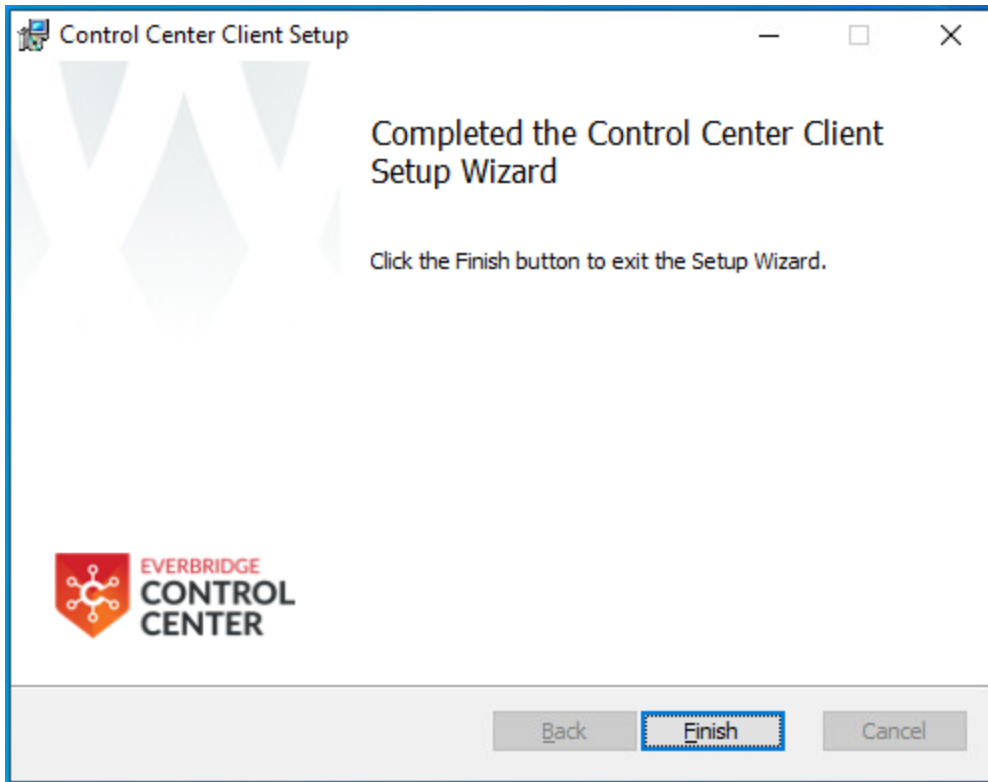 Control Center Client Setup
Completed the Control Center Client
Setup Wizard
Click the Finish button to exit the Setup Wizard.
EVERBRIDGE
CONTROL
CENTER
Back
Finish
Cancel